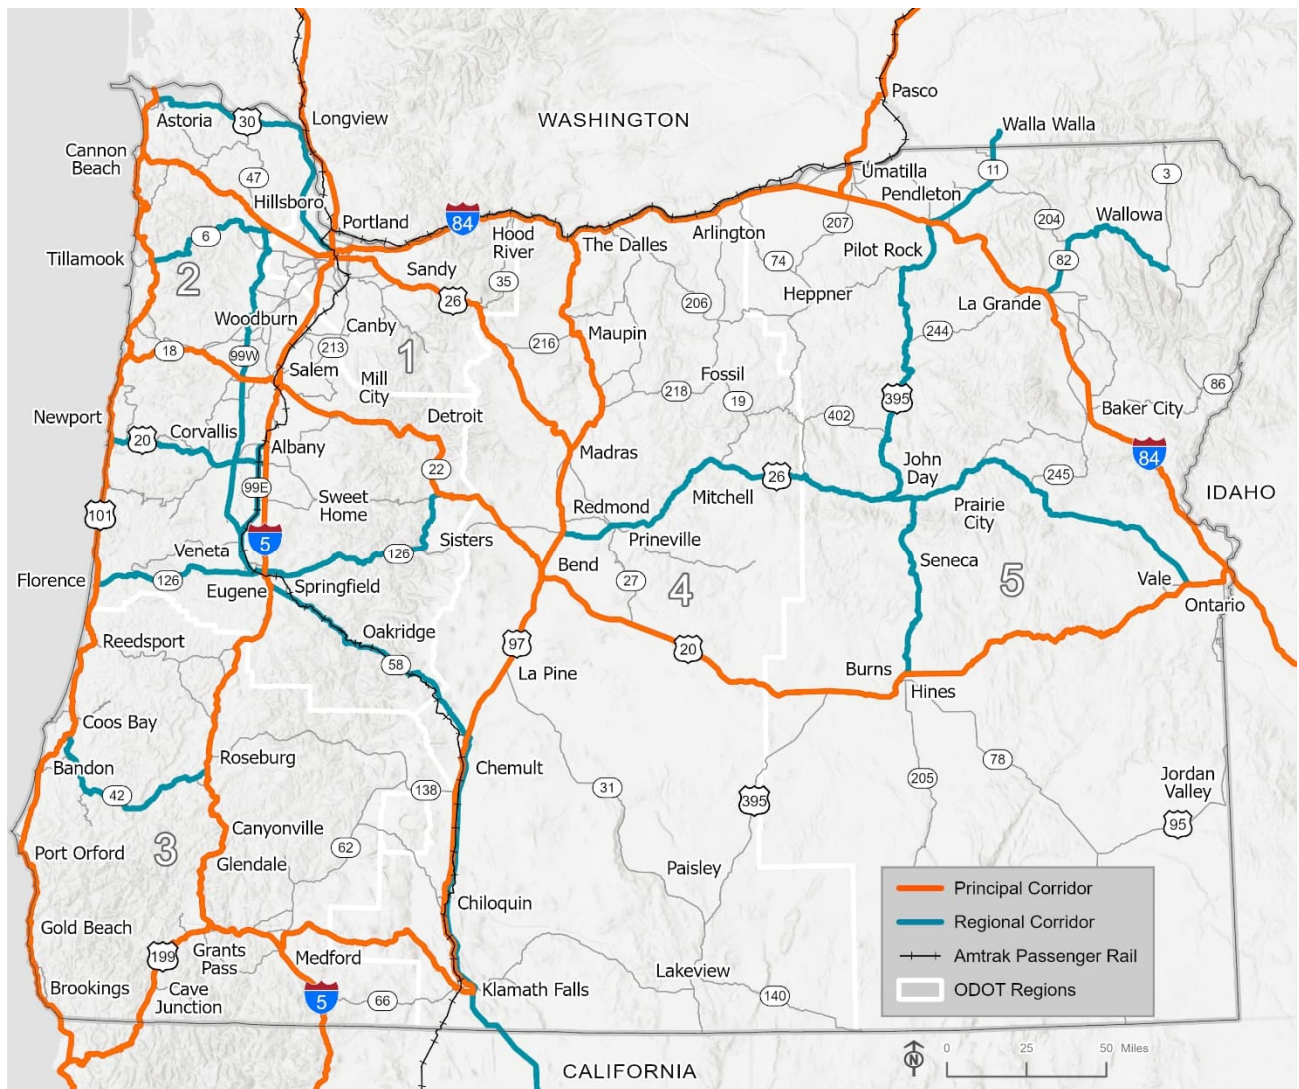 Longview
Pasco
WASHINGTON
Astoria
30
Walla Walla
Cannon
Beach
11
3
47
Umatilla
Hillsboro
Pendleton
Portland
84
Hood
River
207
204
Wallowa
6
The Dalles
Arlington
Pilot Rock
Tillamook
2
Sandy
35
74
82
26
Heppner
La Grande
206
Woodburn
Canby
Maupin
244
99W
213
1
216
18
Salem
Mill
City
Fossil
86
218
19
395
Newport
Detroit
402
Baker City
20
Corvallis
Albany
Madras
84
22
John
Day
26
245
99E
Mitchell
IDAHO
101
Sweet
Home
Redmond
Prairie
City
5
Sisters
Prineville
Veneta
126
Bend
Seneca
Florence
126
Springfield
27
4
5
Vale
Eugene
Ontario
Reedsport
Oakridge
97
20
58
La Pine
Burns
Hines
Coos Bay
Roseburg
Chemult
78
Bandon
205
Jordan
Valley
42
138
31
395
95
Canyonville
3
62
Port Orford
Glendale
Paisley
Principal Corridor
Chiloquin
Regional Corridor
Gold Beach
Grants
Pass
Medford
Amtrak Passenger Rail
199
Lakeview
Brookings
Cave
Junction
5
66
Klamath Falls
140
ODOT Regions
N
0 25 50 Miles
CALIFORNIA